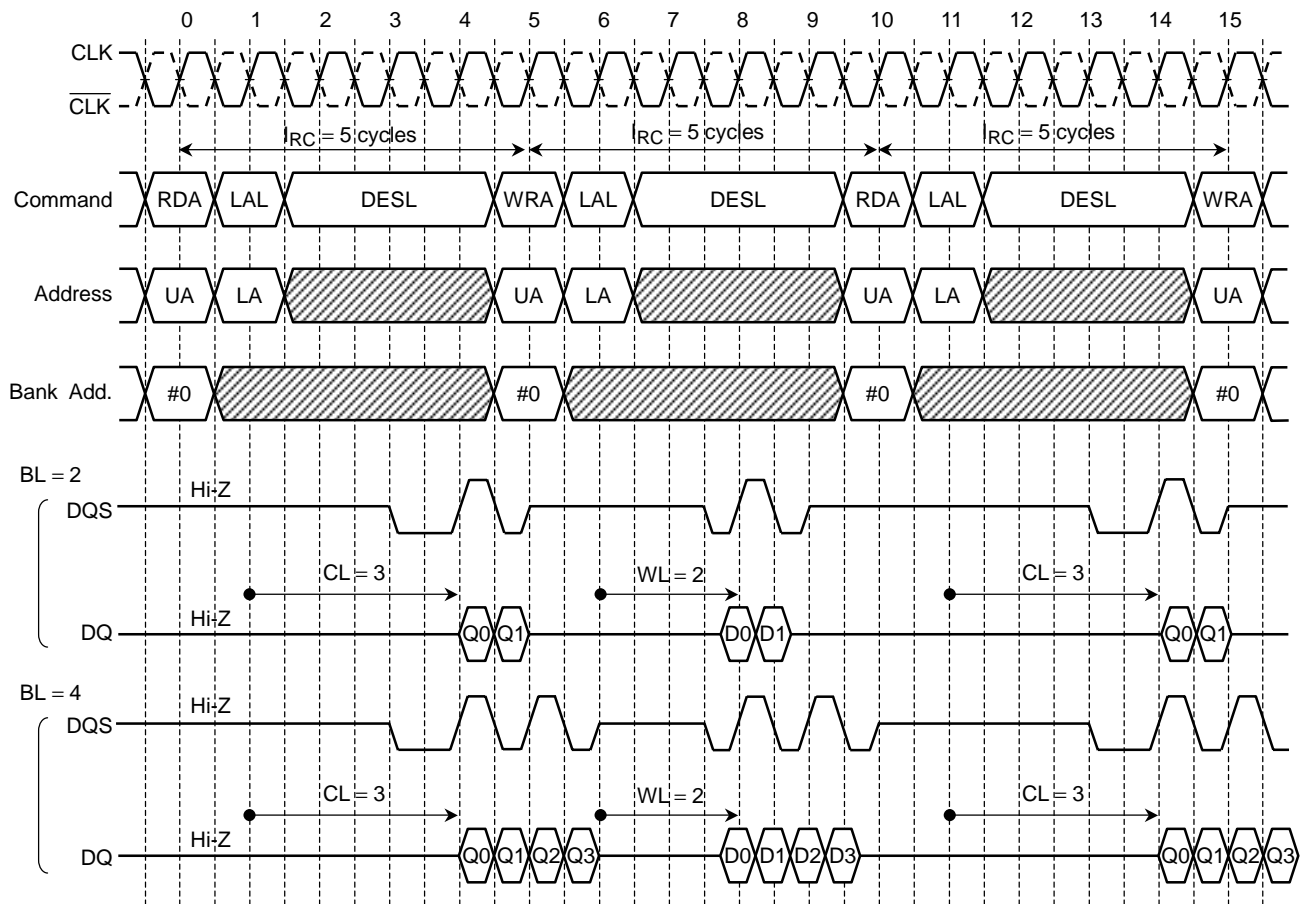 0 1 2 3 4 5 6 7 8 9 10 11 12 13 14 15
CLK
CLK
IRC = 5 cycles IRC = 5 cycles IRC = 5 cycles
Command RDA LAL DESL WRA LAL DESL RDA LAL DESL WRA
Address UA LA UA LA UA LA UA
Bank Add. #0 #0 #0 #0
BL = 2
Hi-Z
DQS
CL = 3 WL = 2 CL = 3
Hi-Z
DQ Q0 Q1 D0 D1 Q0 Q1
BL = 4
Hi-Z
DQS
CL = 3 WL = 2 CL = 3
Hi-Z
DQ Q0 Q1 Q2 Q3 D0 D1 D2 D3 Q0 Q1 Q2 Q3